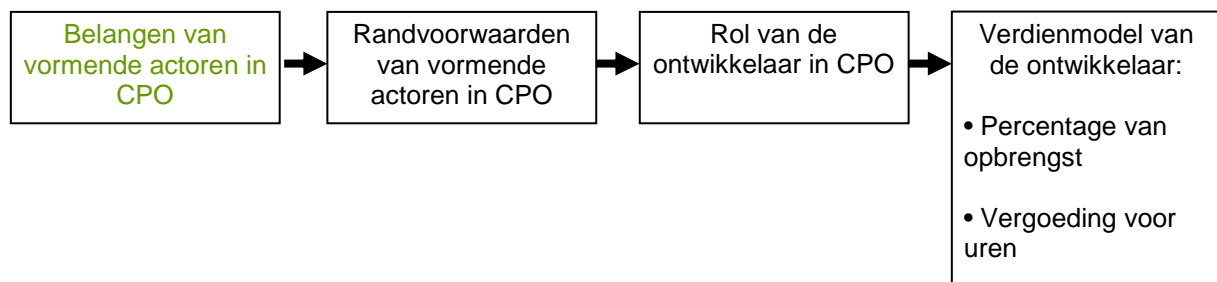 Belangen van
vormende actoren in
CPO
Randvoorwaarden
van vormende
actoren in CPO
Rol van de
ontwikkelaar in CPO
Verdienmodel van
de ontwikkelaar:
• Percentage van
opbrengst
• Vergoeding voor
uren